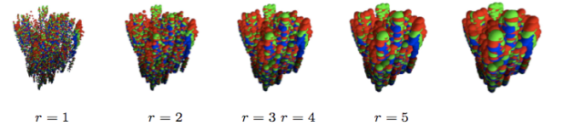 r = 1 r = 2 r = 3 r = 4 r = 5